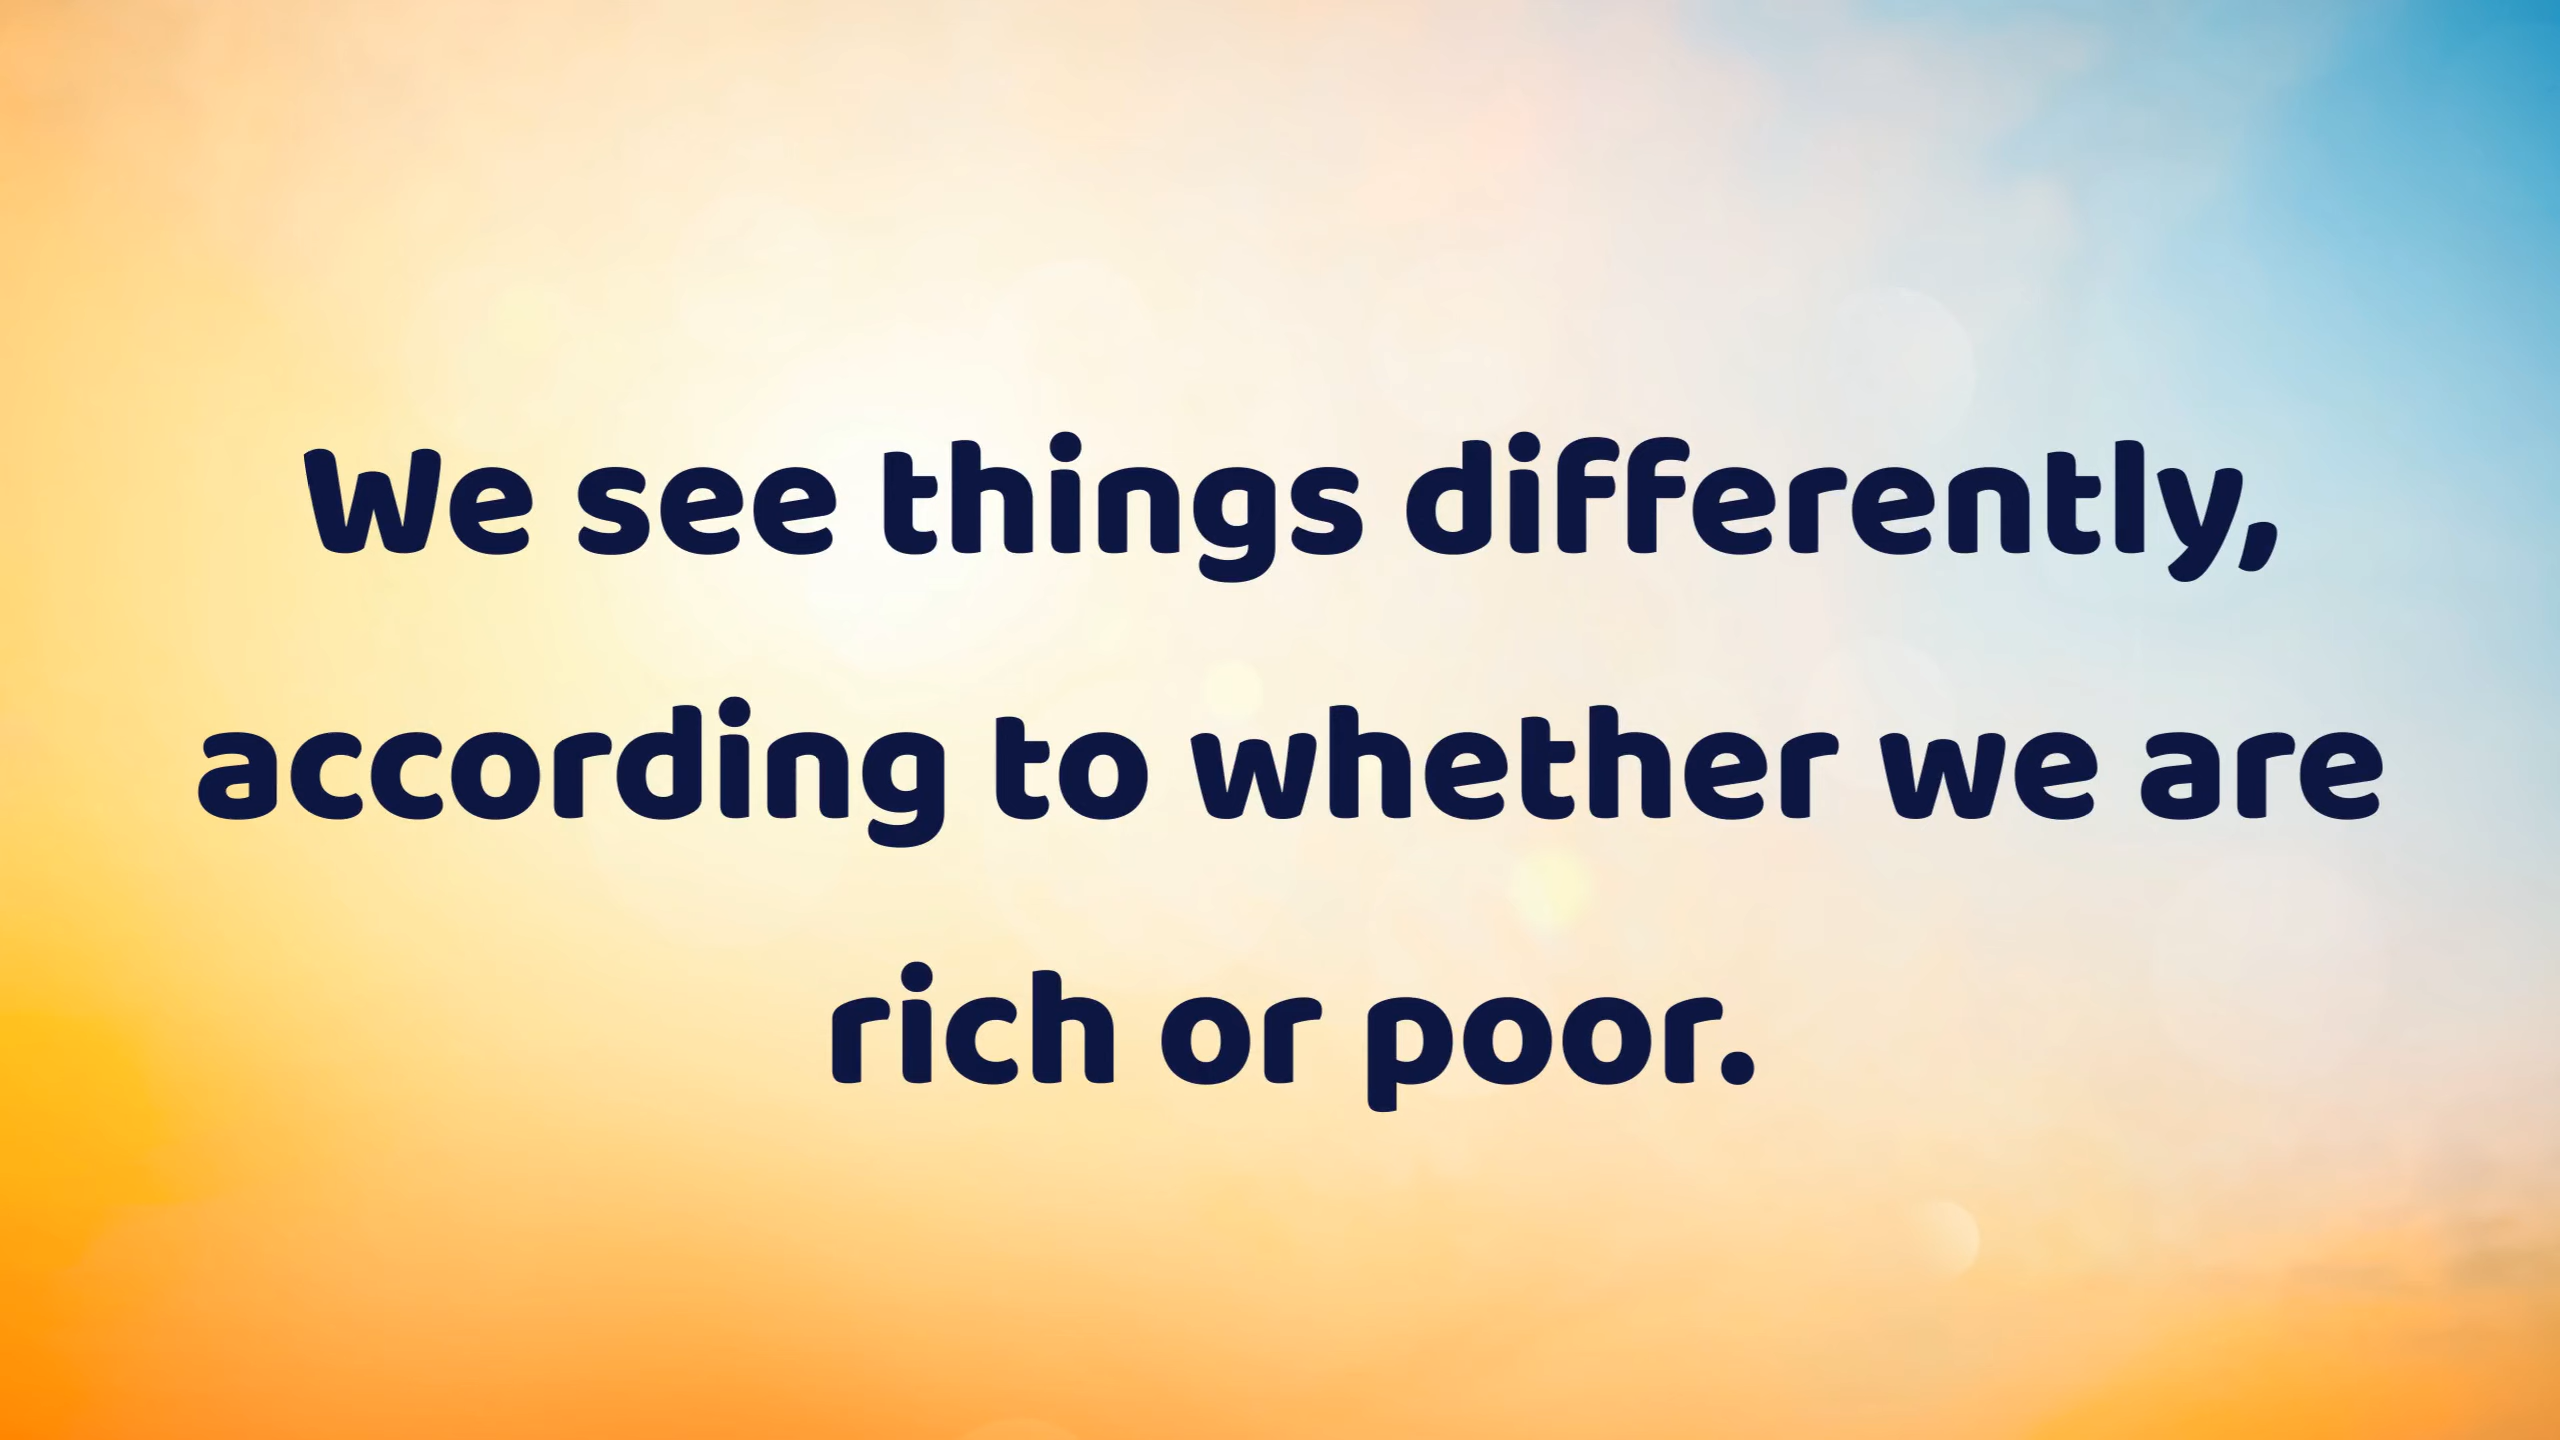 We see things differently,
according to whether we are
rich or poor.